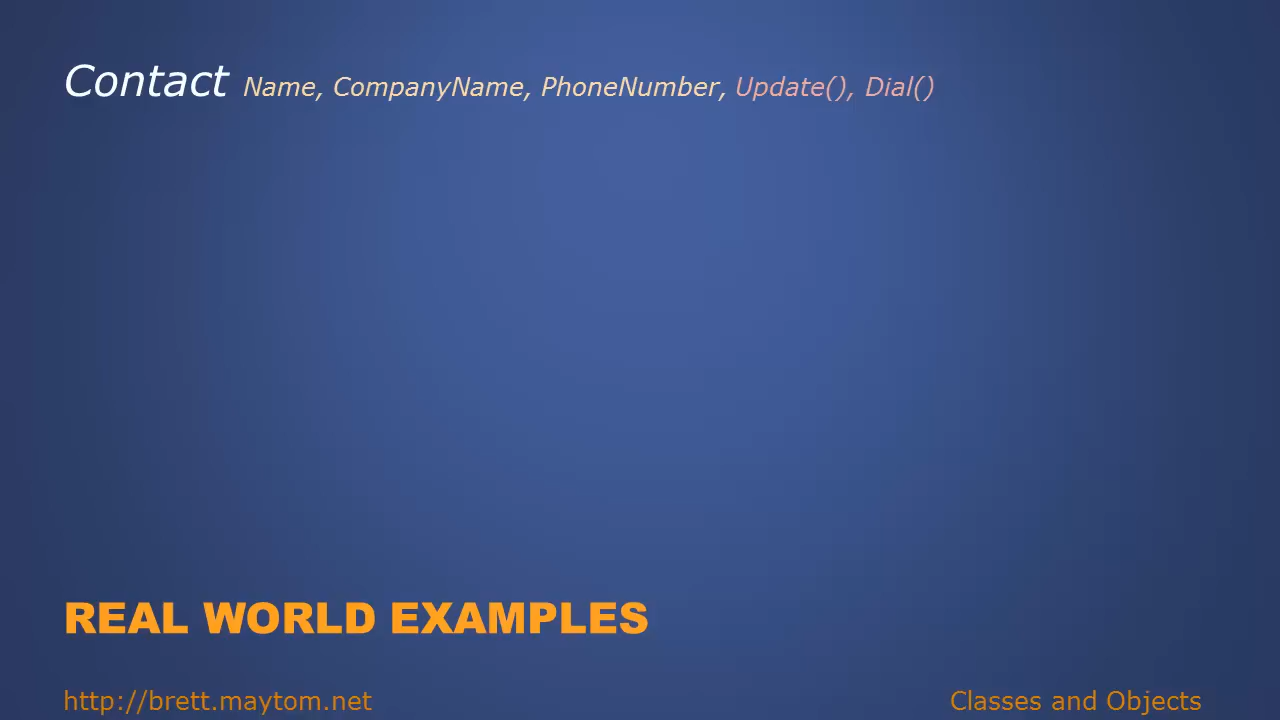 Contact Name, CompanyName, PhoneNumber, Update(), Dial()
REAL WORLD EXAMPLES
http://brett.maytom.net
Classes and Objects